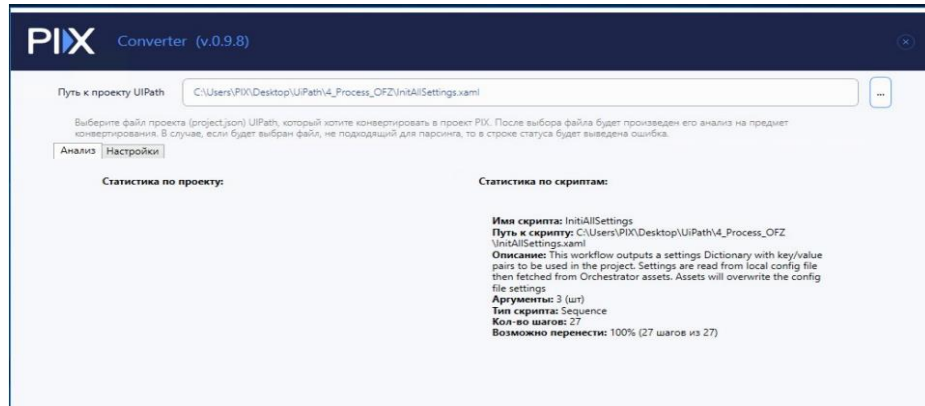 PIX Converter (v.0.9.8)
Путь к проекту UIPath
C:\Users\PIX\Desktop\UiPath\4_Process_OFZ\InitAllSettings.xaml
...
Выберите файл проекта (project.json) UIPath, который хотите конвертировать в проект PIX. После выбора файла будет произведен его анализ на предмет
конвертирования. В случае, если будет выбран файл, не подходящий для парсинга, то в строке статуса будет выведена ошибка.
Анализ Настройки
Статистика по проекту:
Статистика по скриптам:
Имя скрипта: InitiAllSettings
Путь к скрипту: C:\Users\PIX\Desktop\UiPath\4_Process_OFZ
\InitAllSettings.xaml
Описание: This workflow outputs a settings Dictionary with key/value
pairs to be used in the project. Settings are read from local config file
then fetched from Orchestrator assets. Assets will overwrite the config
file settings
Аргументы: 3 (шт)
Тип скрипта: Sequence
Кол-во шагов: 27
Возможно перенести: 100% (27 шагов из 27)